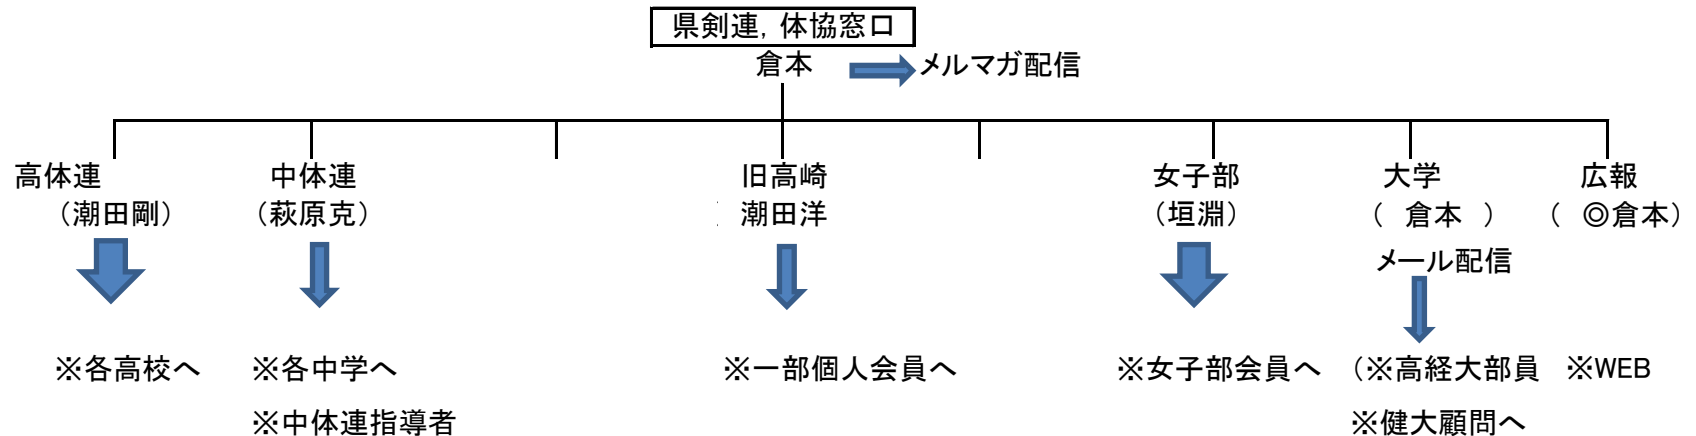 県剣連，体協窓口
倉本 メルマガ配信
高体連 中体連 旧高崎 女子部 大学 広報
（潮田剛） （萩原克） 潮田洋 （垣淵） （ 倉本 ） （ ◎倉本）
メール配信
※各高校へ ※各中学へ ※一部個人会員へ ※女子部会員へ （※高経大部員 ※WEB
※中体連指導者 ※健大顧問へ